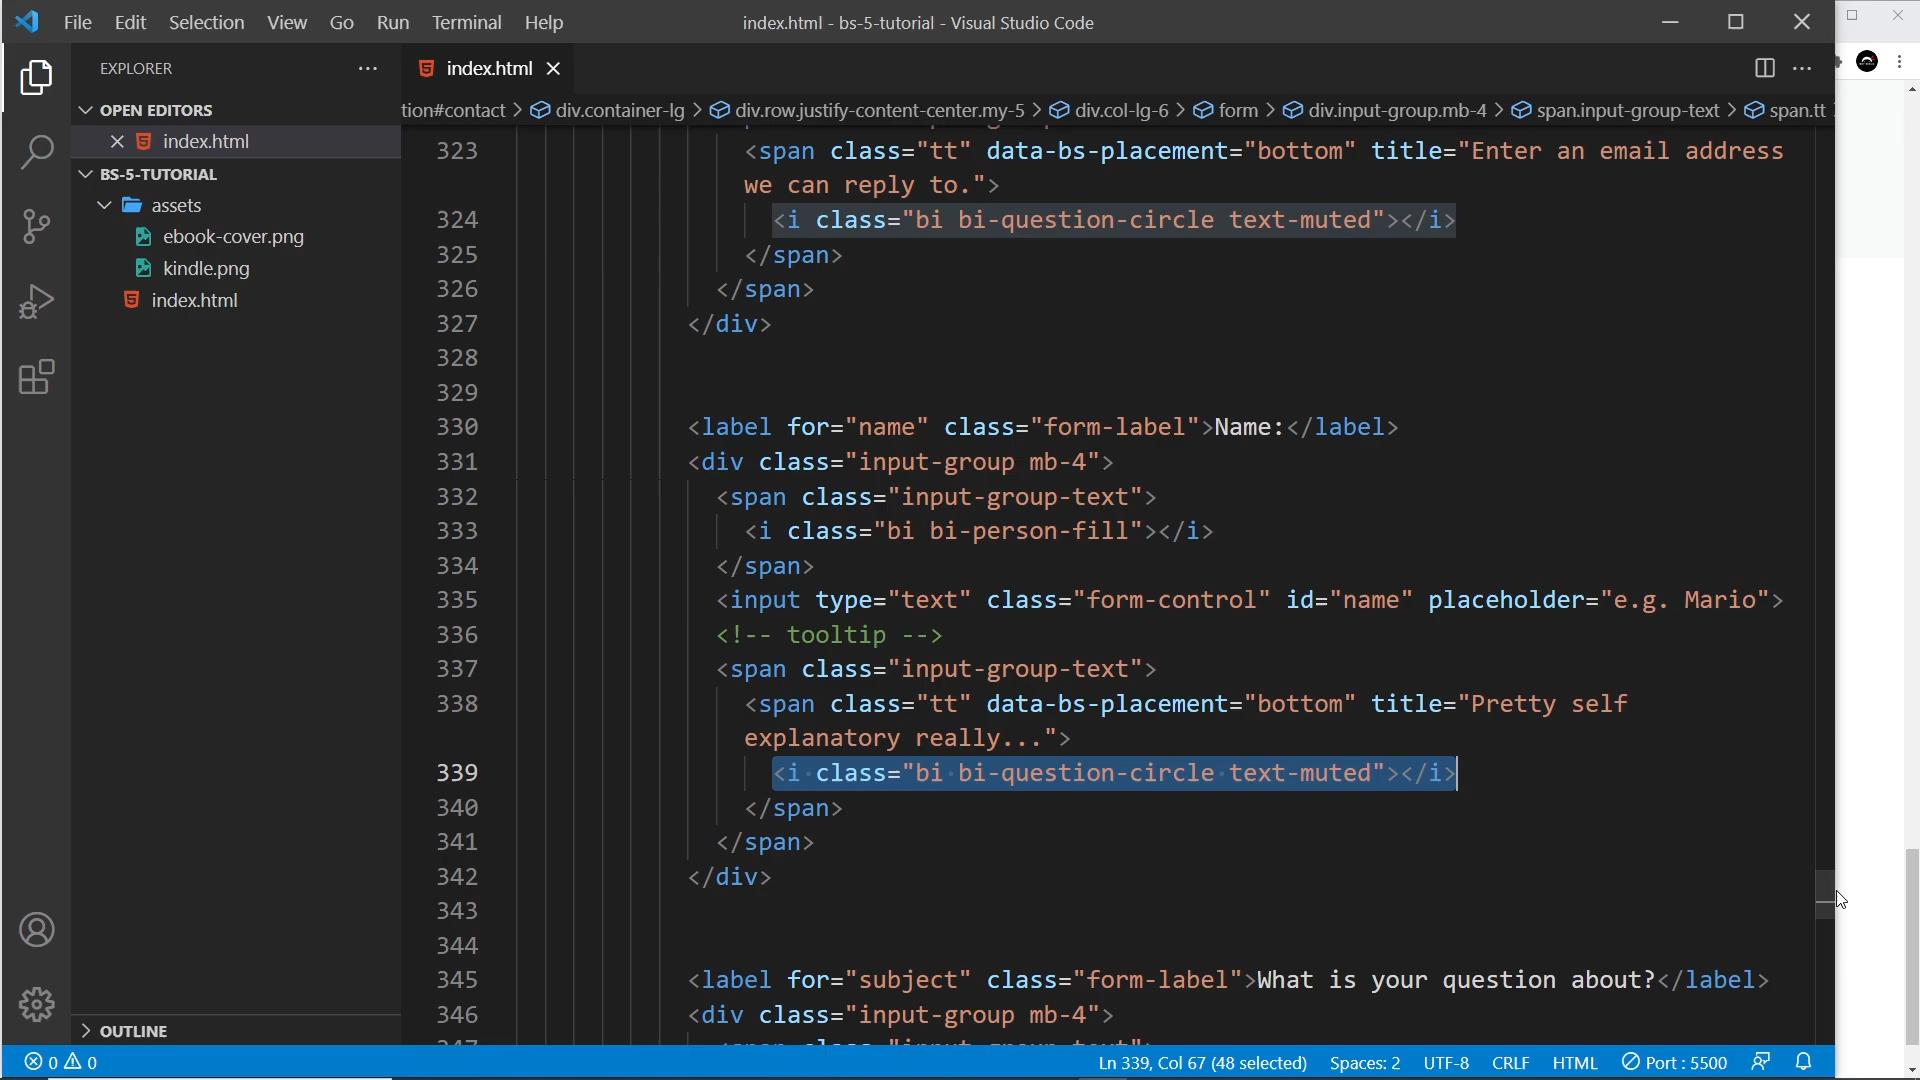 File Edit Selection View Go Run Terminal Help
index.html - bs-5-tutorial - Visual Studio Code
EXPLORER
index.html
OPEN EDITORS
index.html
BS-5-TUTORIAL
assets
ebook-cover.png
kindle.png
index.html
OUTLINE
tion#contact > div.container-lg > div.row.justify-content-center.my-5 > div.col-lg-6 > form > div.input-group.mb-4 > span.input-group-text > span.tt
323 <span class="tt" data-bs-placement="bottom" title="Enter an email address
we can reply to.">
324 <i class="bi bi-question-circle text-muted"></i>
325 </span>
326 </span>
327 </div>
328
329
330 <label for="name" class="form-label">Name:</label>
331 <div class="input-group mb-4">
332 <span class="input-group-text">
333 <i class="bi bi-person-fill"></i>
334 </span>
335 <input type="text" class="form-control" id="name" placeholder="e.g. Mario">
336 <!-- tooltip -->
337 <span class="input-group-text">
338 <span class="tt" data-bs-placement="bottom" title="Pretty self
explanatory really...">
339 <i class="bi bi-question-circle text-muted"></i>
340 </span>
341 </span>
342 </div>
343
344
345 <label for="subject" class="form-label">What is your question about?</label>
346 <div class="input-group mb-4">
0 0
Ln 339, Col 67 (48 selected) Spaces: 2 UTF-8 CRLF HTML Port : 5500